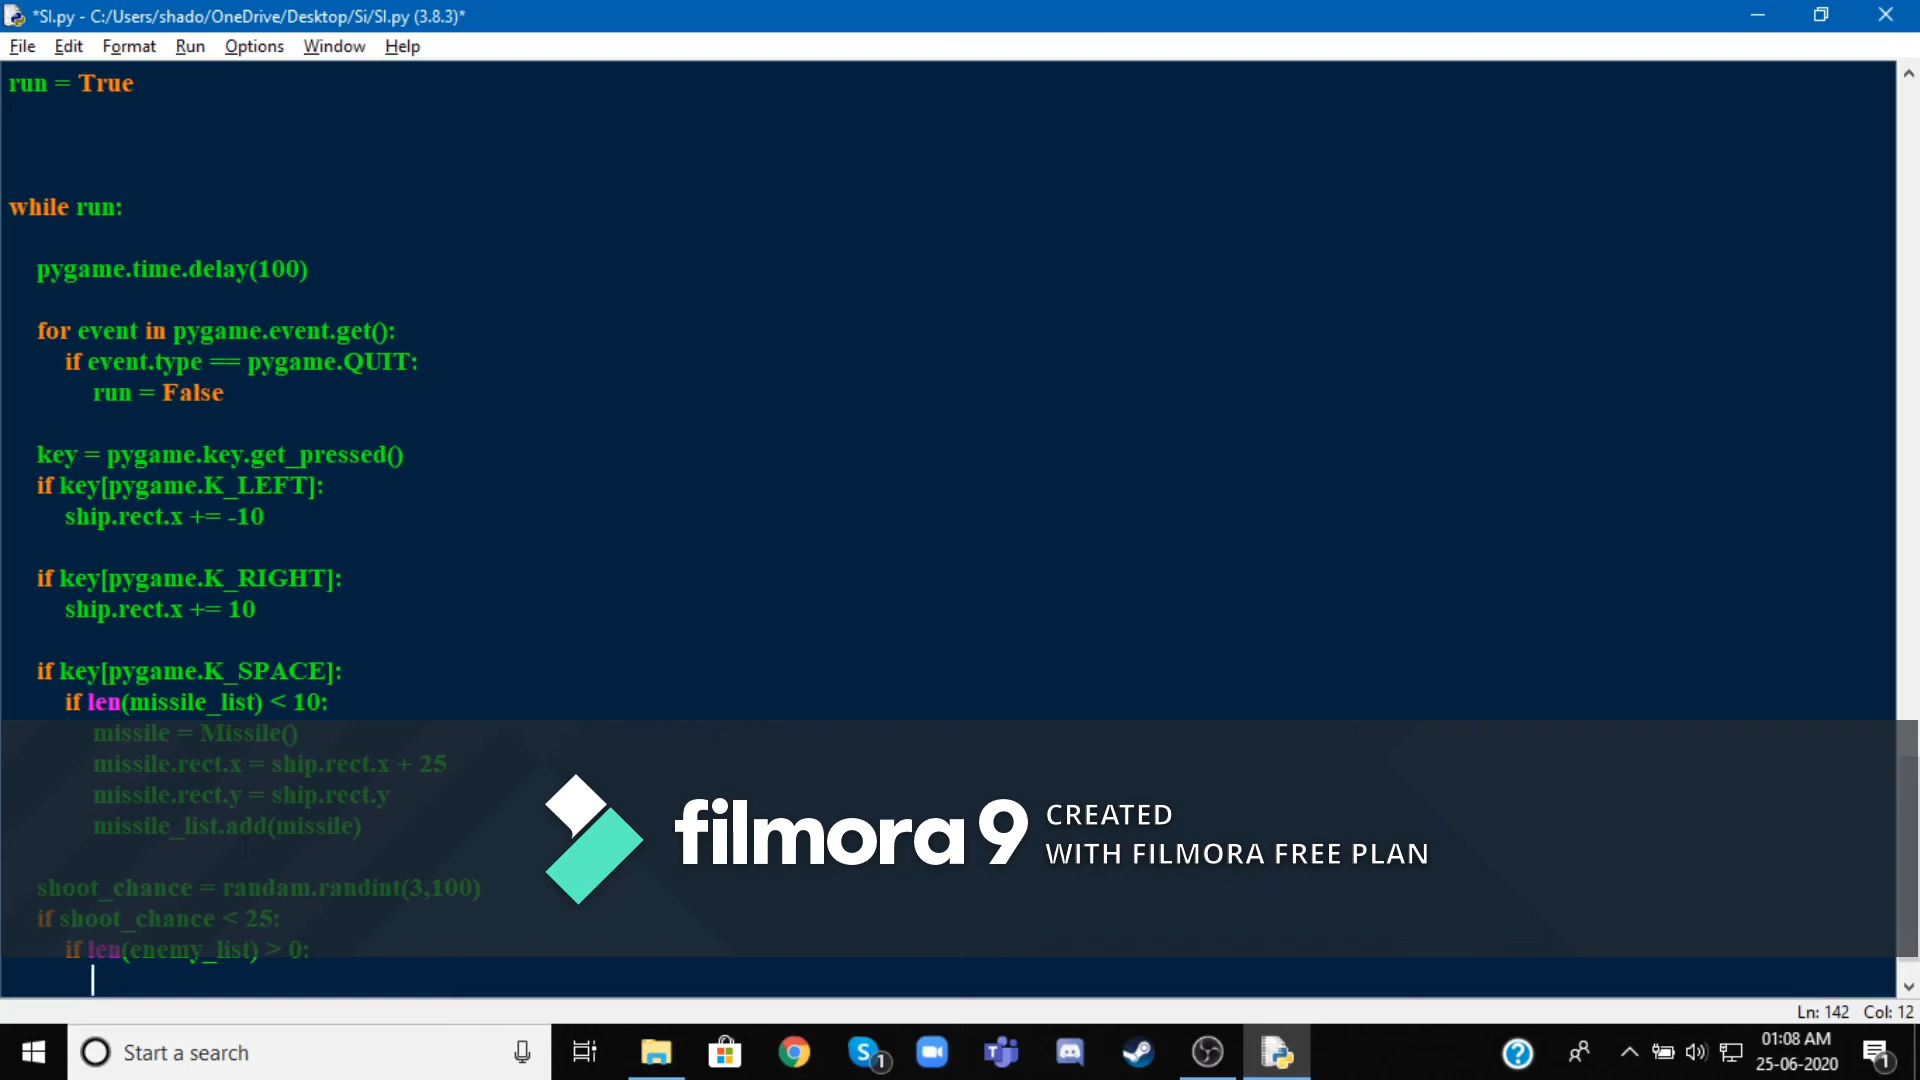 *SI.py - C:/Users/shado/OneDrive/Desktop/Si/SI.py (3.8.3)*
File Edit Format Run Options Window Help
run = True
while run:
pygame.time.delay(100)
for event in pygame.event.get():
if event.type == pygame.QUIT:
run = False
key = pygame.key.get_pressed()
if key[pygame.K_LEFT]:
ship.rect.x += -10
if key[pygame.K_RIGHT]:
ship.rect.x += 10
if key[pygame.K_SPACE]:
if len(missile_list) < 10:
missile = Missile()
missile.rect.x = ship.rect.x + 25
missile.rect.y = ship.rect.y
missile_list.add(missile)
shoot_chance = randam.randint(3,100)
if shoot_chance < 25:
if len(enemy_list) > 0:
filmora 9
CREATED
WITH FILMORA FREE PLAN
Ln: 142 Col: 12
Start a search
1
01:08 AM
25-06-2020
1